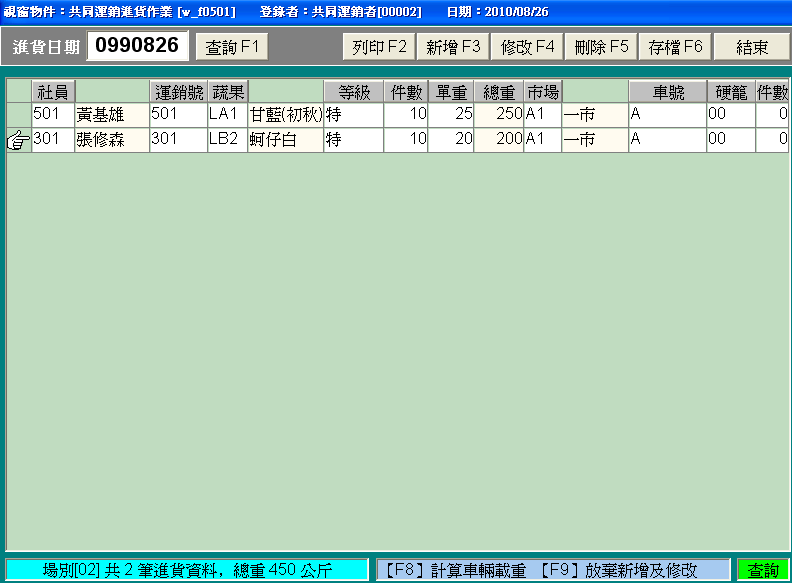 視窗物件：共同運銷進貨作業 [w_f0501] 登錄者：共同運銷者[00002] 日期：2010/08/26
進貨日期 0990826 查詢 F1 列印 F2 新增 F3 修改 F4 刪除 F5 存檔 F6 結束
社員 運銷號 蔬果 等級 件數 單重 總重 市場 車號 硬籠 件數
501 黃基雄 501 LA1 甘藍(初秋) 特 10 25 250 A1 一市 A 00 0
301 張修森 301 LB2 蚵仔白 特 10 20 200 A1 一市 A 00 0
場別[02] 共 2 筆進貨資料，總重 450 公斤 【F8】計算車輛載重 【F9】放棄新增及修改 查詢